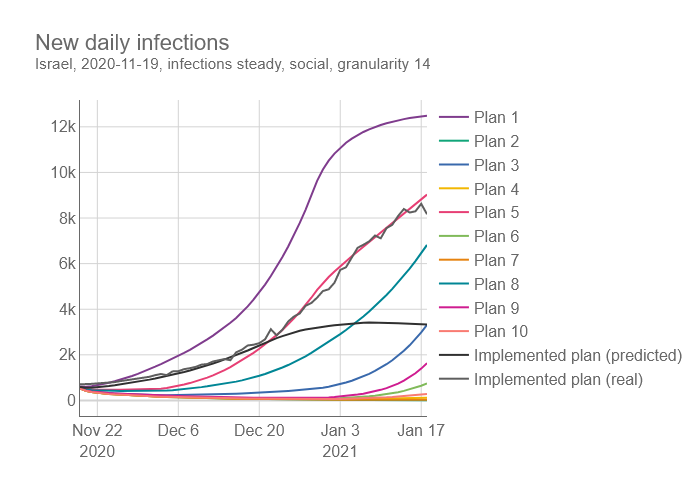 New daily infections
Israel, 2020-11-19, infections steady, social, granularity 14
12k
10k
8k
6k
4k
2k
0
Nov 22
2020
Dec 6
Dec 20
Jan 3
2021
Jan 17
Plan 1
Plan 2
Plan 3
Plan 4
Plan 5
Plan 6
Plan 7
Plan 8
Plan 9
Plan 10
Implemented plan (predicted)
Implemented plan (real)